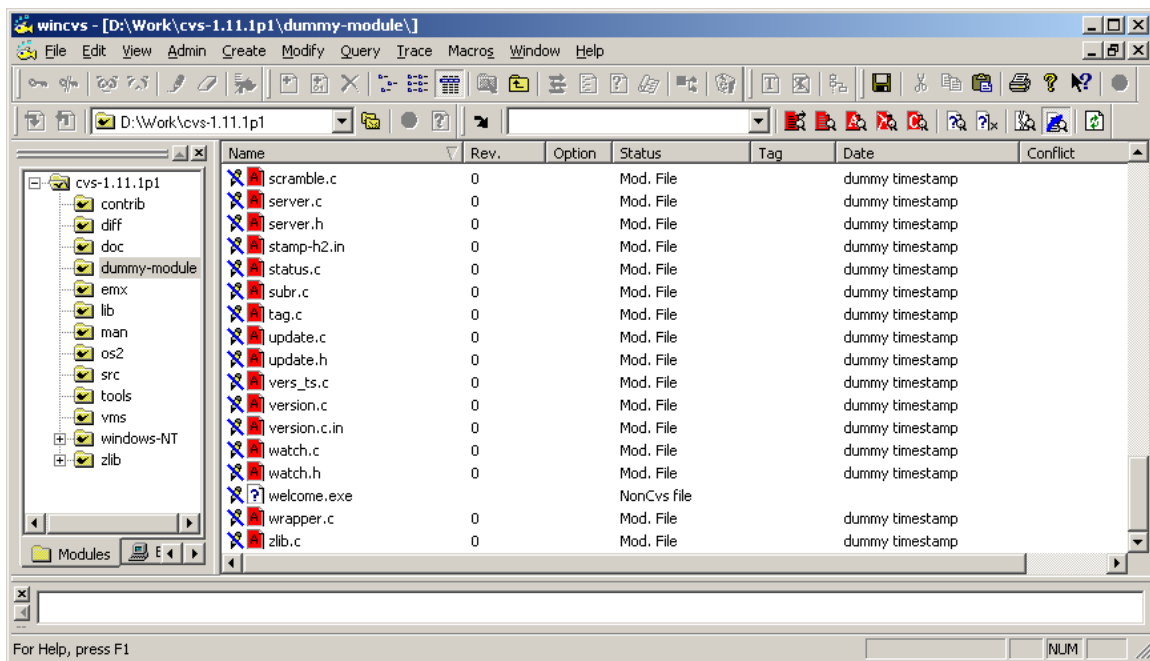 wincvs - [D:\Work\cvs-1.11.1p1\dummy-module\]
File Edit View Admin Create Modify Query Trace Macros Window Help
D:\Work\cvs-1.11.1p1
Name Rev. Option Status Tag Date Conflict
cvs-1.11.1p1
contrib
diff
doc
dummy-module
emx
lib
man
os2
src
tools
vms
windows-NT
zlib
Modules E
scramble.c 0 Mod. File dummy timestamp
server.c 0 Mod. File dummy timestamp
server.h 0 Mod. File dummy timestamp
stamp-h2.in 0 Mod. File dummy timestamp
status.c 0 Mod. File dummy timestamp
subr.c 0 Mod. File dummy timestamp
tag.c 0 Mod. File dummy timestamp
update.c 0 Mod. File dummy timestamp
update.h 0 Mod. File dummy timestamp
vers_ts.c 0 Mod. File dummy timestamp
version.c 0 Mod. File dummy timestamp
version.c.in 0 Mod. File dummy timestamp
watch.c 0 Mod. File dummy timestamp
watch.h 0 Mod. File dummy timestamp
welcome.exe NonCvs file
wrapper.c 0 Mod. File dummy timestamp
zlib.c 0 Mod. File dummy timestamp
For Help, press F1
NUM